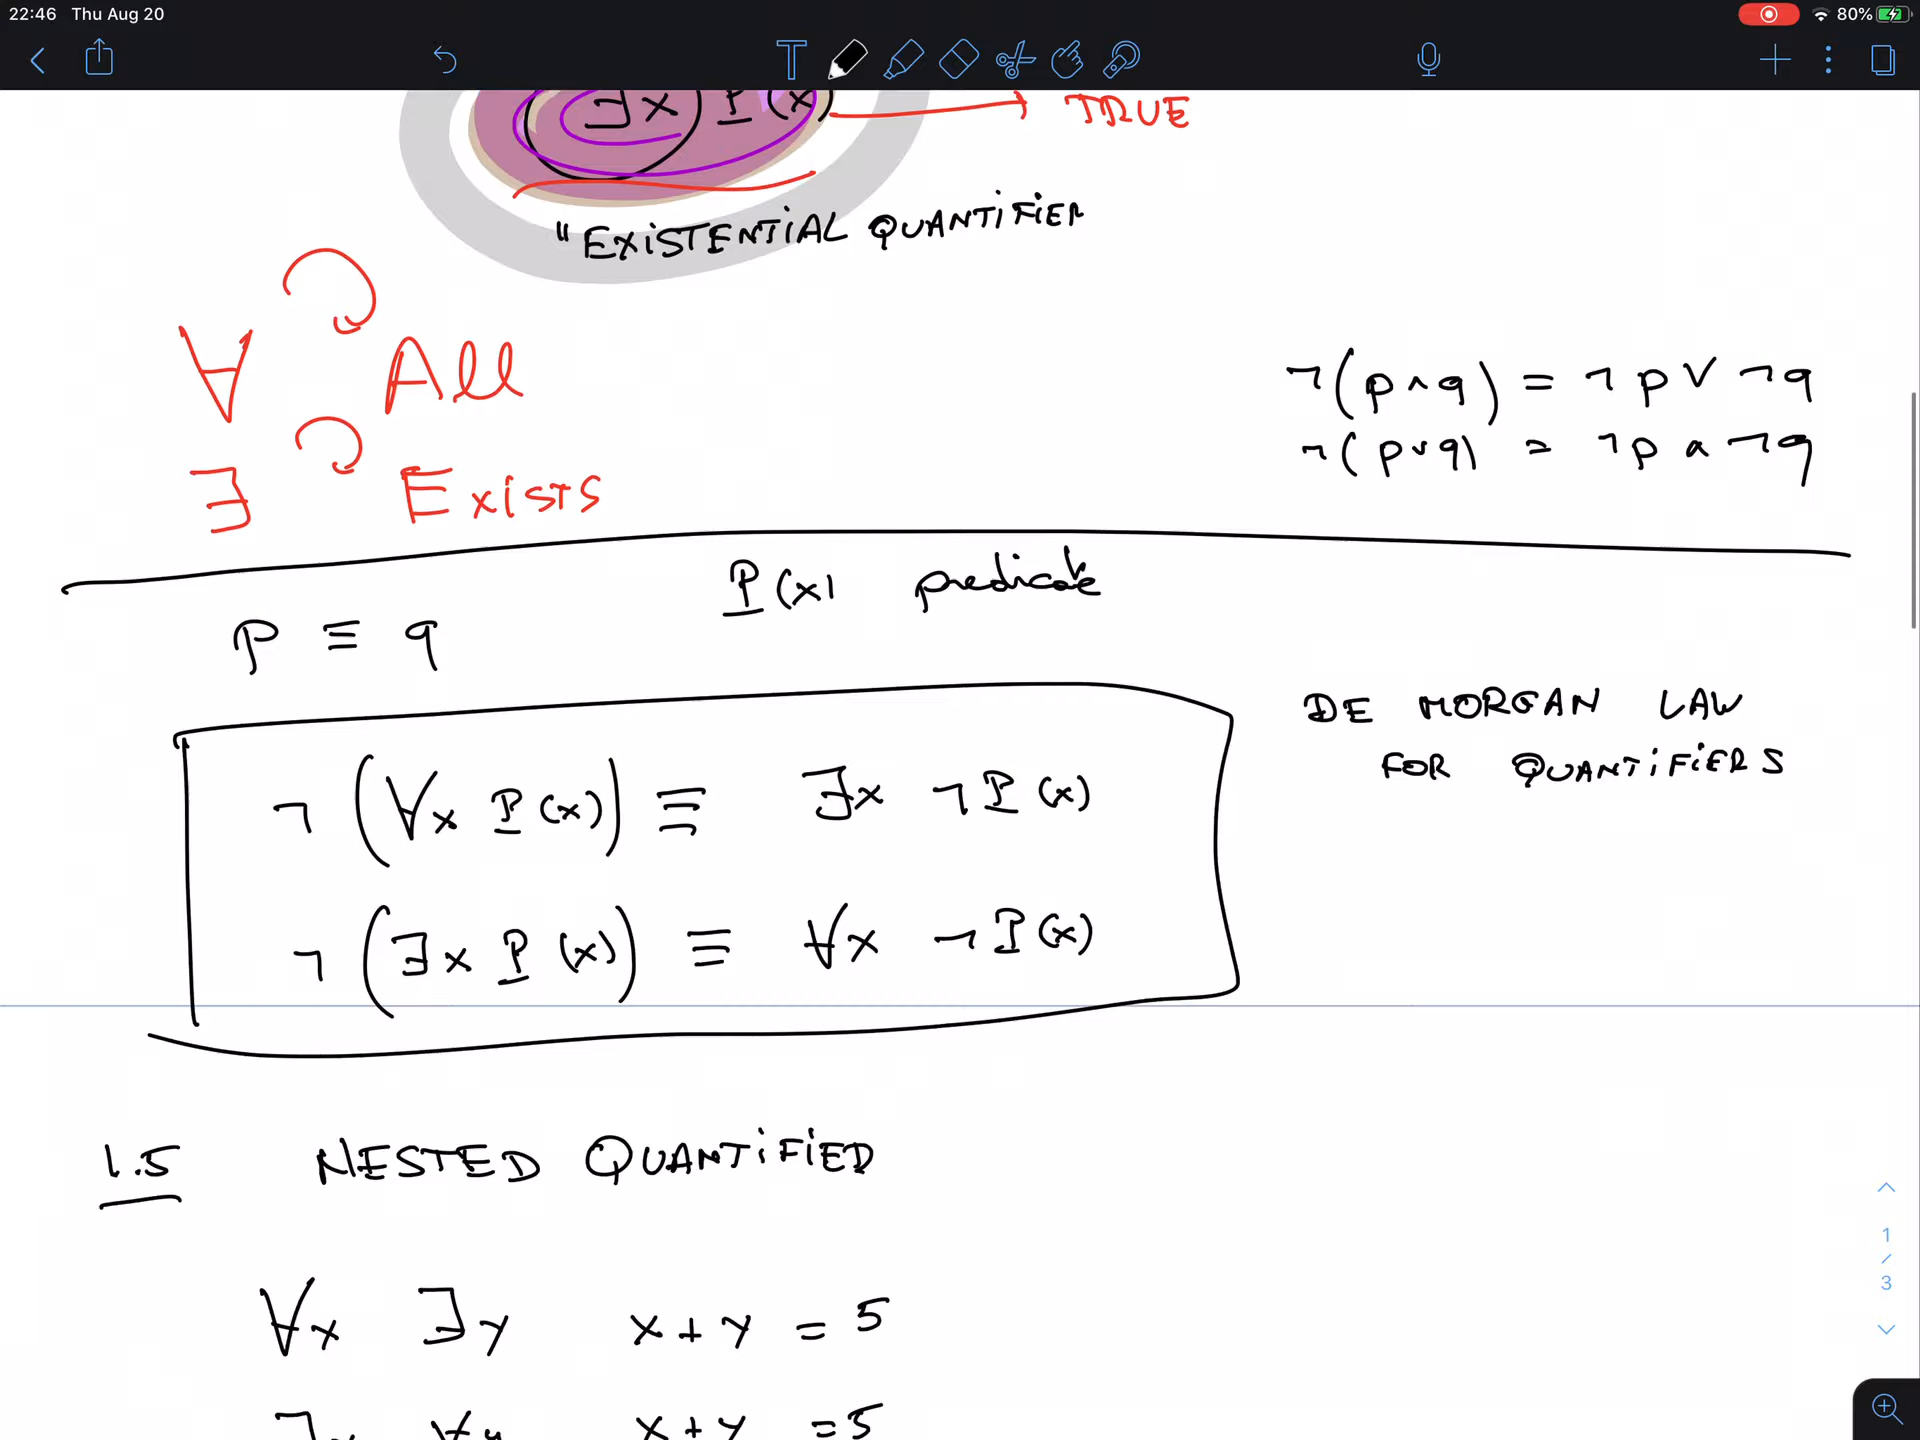 22:46 Thu Aug 20
80%
T
∃x) P(x)
TRUE
"EXISTENTIAL QUANTIFIER
∀ All
∃ Exists
¬(p∧q) = ¬p∨¬q
¬(p∨q) = ¬p∧¬q
P(x) predicate
P ≡ q
DE MORGAN LAW
FOR QUANTIFIERS
¬(∀x P(x)) ≡ ∃x ¬P(x)
¬(∃x P(x)) ≡ ∀x ¬P(x)
1.5 NESTED QUANTIFIED
∀x ∃y x+y = 5
∃x ∀y x+y =5
1
/
3